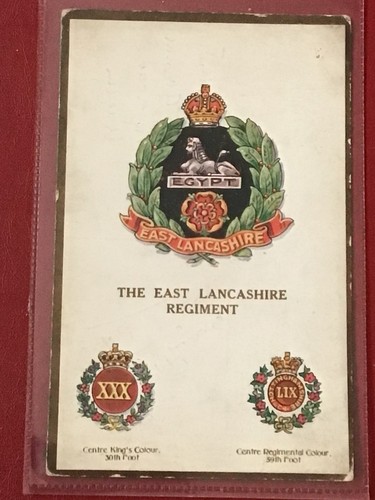 EGYPT
EAST LANCASHIRE
THE EAST LANCASHIRE
REGIMENT
XXX
LIX
Centre King's Colour,
30th Foot
Centre Regimental Colour,
59th Foot